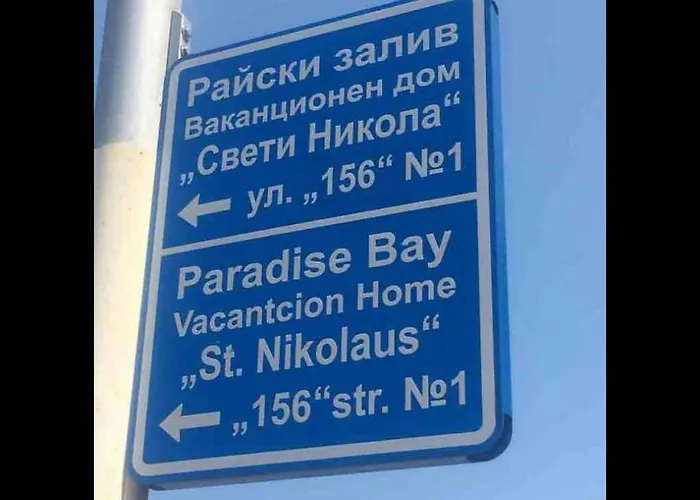 Райски залив
Ваканционен дом
„Свети Никола“
← ул. „156“ №1
Paradise Bay
Vacantcion Home
„St. Nikolaus“
← „156“str. №1